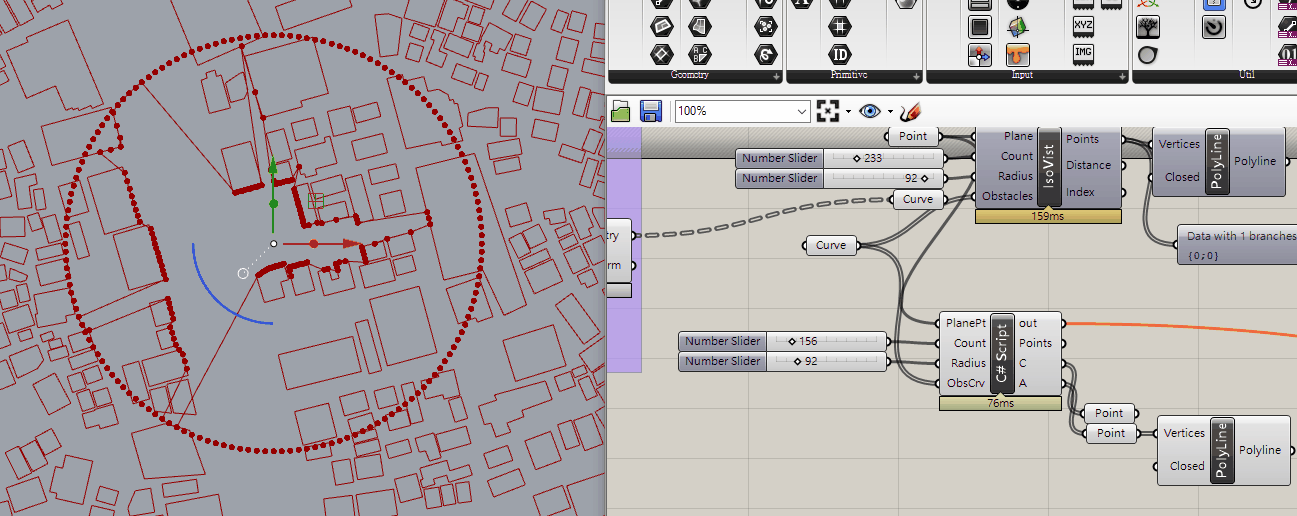 Geometry
Primitive
Input
Util
XYZ
IMG
ID
100%
Point
Number Slider 233
Number Slider 92
Curve
Plane
Count
Radius
Obstacles
IsoVist
Points
Distance
Index
159ms
Vertices
Closed
PolyLine
Polyline
Data with 1 branches
{0;0}
Curve
Number Slider 156
Number Slider 92
PlanePt
Count
Radius
ObsCrv
C# Script
out
Points
C
A
76ms
Point
Point
Vertices
Closed
PolyLine
Polyline